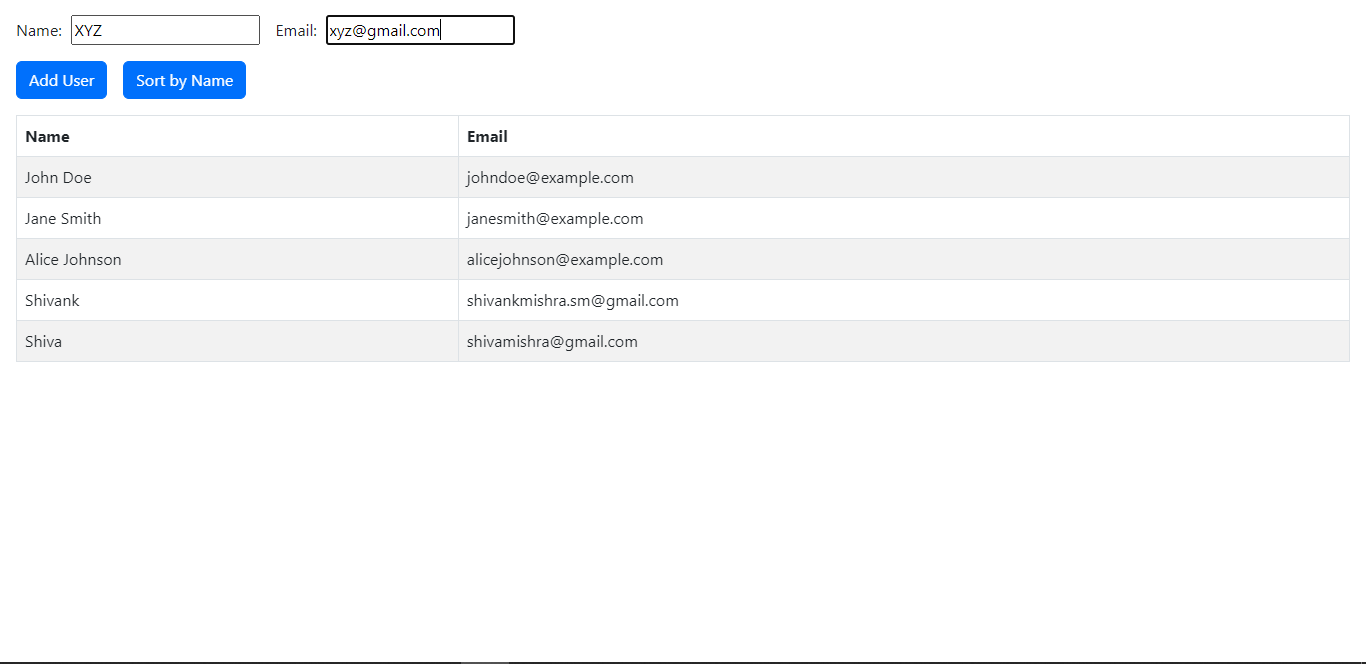 Name: XYZ Email: xyz@gmail.com
Add User Sort by Name
Name Email
John Doe johndoe@example.com
Jane Smith janesmith@example.com
Alice Johnson alicejohnson@example.com
Shivank shivankmishra.sm@gmail.com
Shiva shivamishra@gmail.com